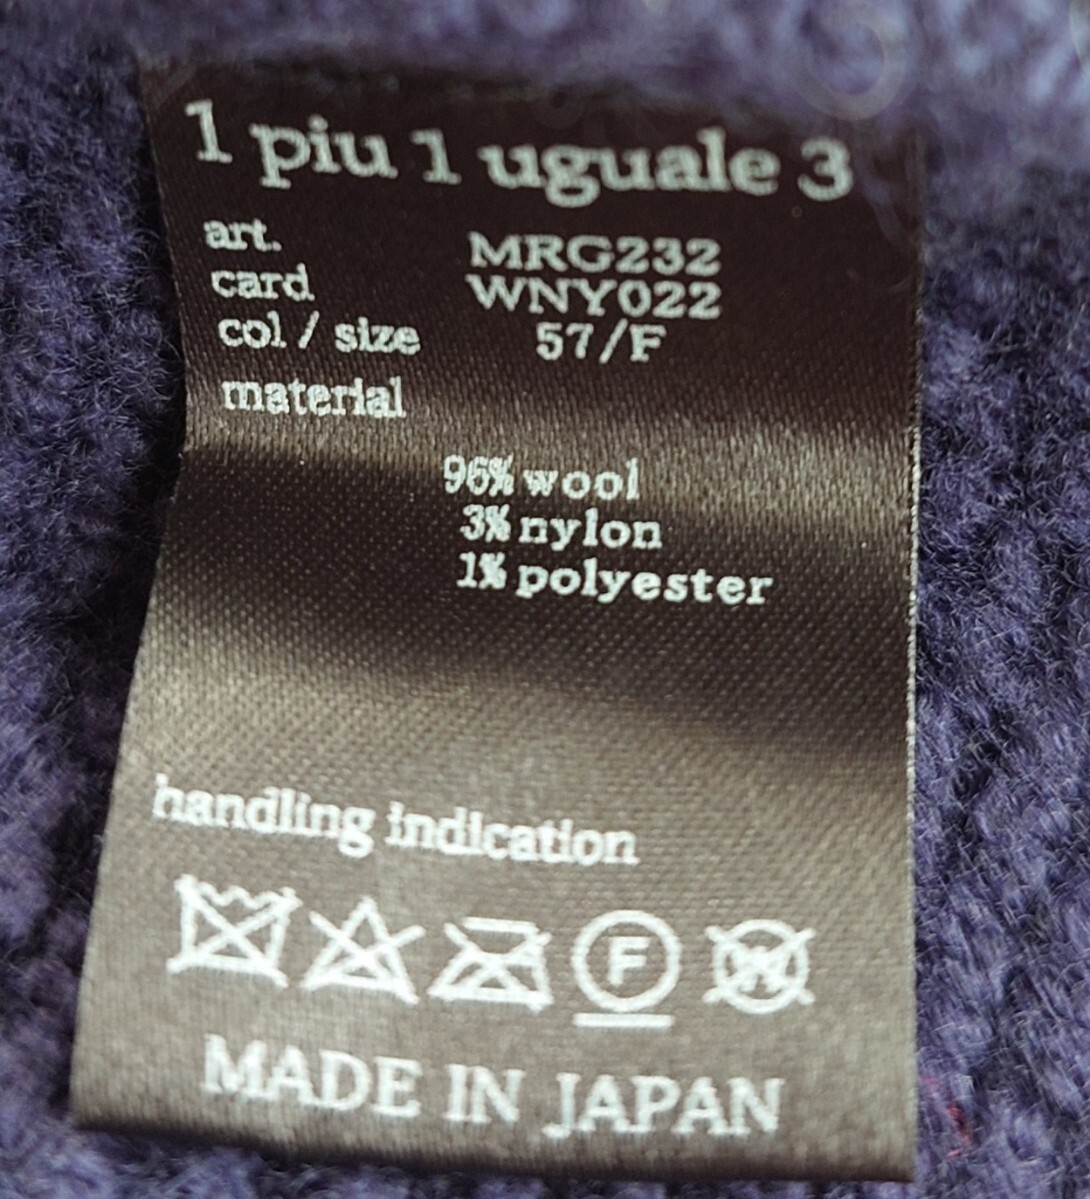 1 piu 1 uguale 3
art. MRG232
card WNY022
col / size 57/F
material
96% wool
3% nylon
1% polyester
handling indication
F W
MADE IN JAPAN